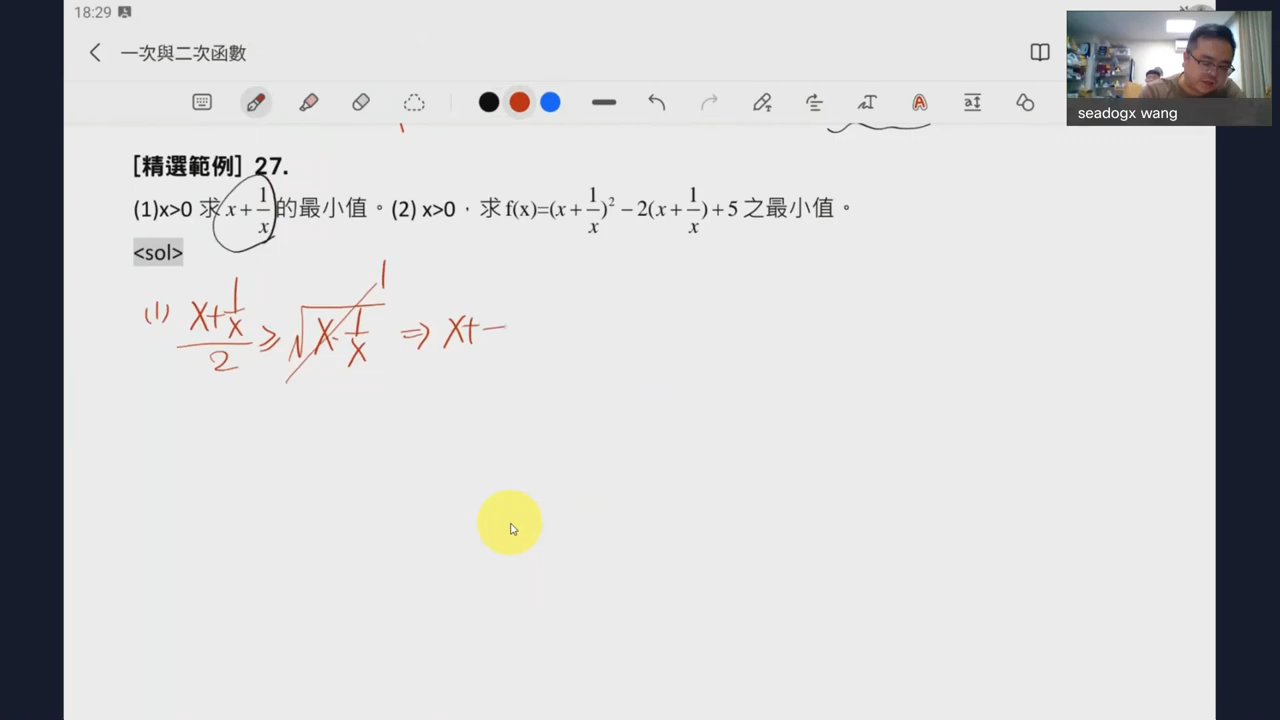 18:29
一次與二次函數
seadogx wang
[精選範例] 27.
(1)x>0 求 x + 1/x 的最小值。(2) x>0，求 f(x)=(x + 1/x)² − 2(x + 1/x) + 5 之最小值。
<sol>
(1) (x + 1/x)/2 ≥ √(x · 1/x) 1 ⇒ x + −